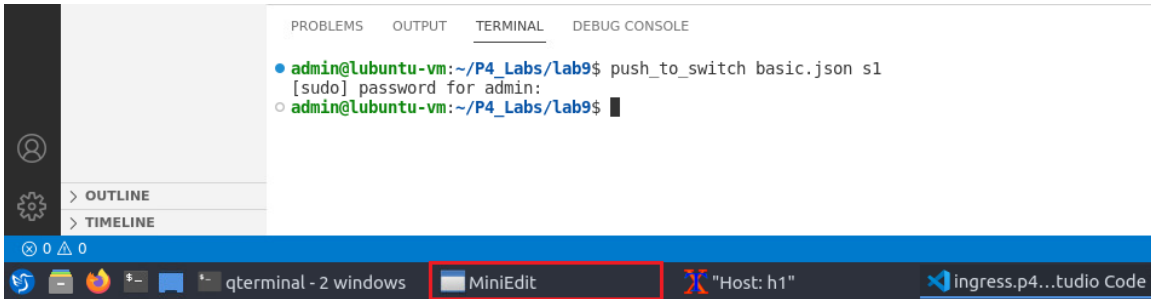 PROBLEMS OUTPUT TERMINAL DEBUG CONSOLE
admin@lubuntu-vm:~/P4_Labs/lab9$ push_to_switch basic.json s1
[sudo] password for admin:
admin@lubuntu-vm:~/P4_Labs/lab9$
> OUTLINE
> TIMELINE
0 0
qterminal - 2 windows MiniEdit "Host: h1" ingress.p4...tudio Code